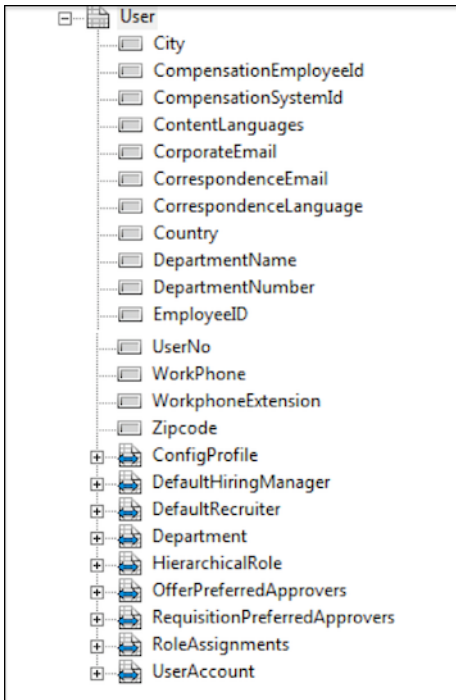 User
City
CompensationEmployeeId
CompensationSystemId
ContentLanguages
CorporateEmail
CorrespondenceEmail
CorrespondenceLanguage
Country
DepartmentName
DepartmentNumber
EmployeeID
UserNo
WorkPhone
WorkphoneExtension
Zipcode
ConfigProfile
DefaultHiringManager
DefaultRecruiter
Department
HierarchicalRole
OfferPreferredApprovers
RequisitionPreferredApprovers
RoleAssignments
UserAccount